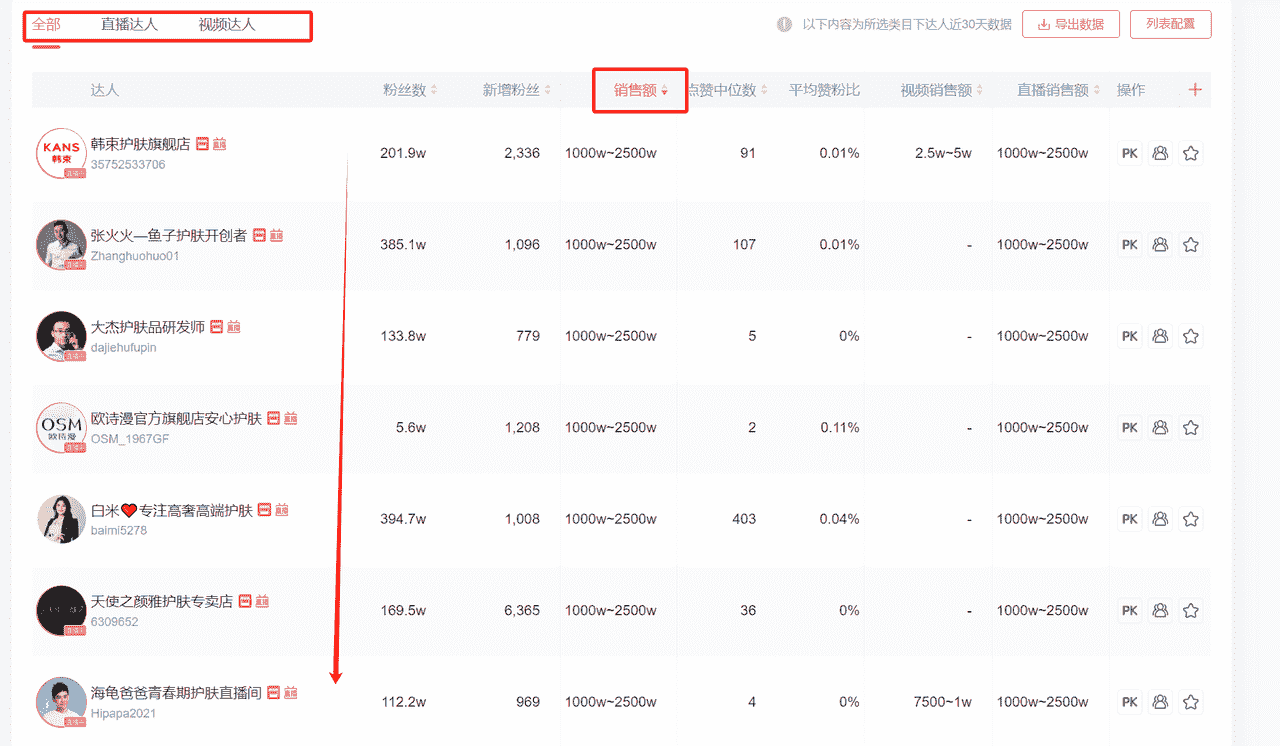 全部 直播达人 视频达人
以下内容为所选类目下达人近30天数据 导出数据 列表配置
达人 粉丝数 新增粉丝 销售额 点赞中位数 平均赞粉比 视频销售额 直播销售额 操作
KANS
韩束
韩束护肤旗舰店
35752533706
201.9w 2,336 1000w~2500w 91 0.01% 2.5w~5w 1000w~2500w PK
张火火—鱼子护肤开创者
Zhanghuohuo01
385.1w 1,096 1000w~2500w 107 0.01% - 1000w~2500w PK
大杰护肤品研发师
dajiehufupin
133.8w 779 1000w~2500w 5 0% - 1000w~2500w PK
OSM
欧诗漫
欧诗漫官方旗舰店安心护肤
OSM_1967GF
5.6w 1,208 1000w~2500w 2 0.11% - 1000w~2500w PK
白米❤专注高奢高端护肤
baimi5278
394.7w 1,008 1000w~2500w 403 0.04% - 1000w~2500w PK
天使之颜雅护肤专卖店
6309652
169.5w 6,365 1000w~2500w 36 0% - 1000w~2500w PK
海龟爸爸青春期护肤直播间
Hipapa2021
112.2w 969 1000w~2500w 4 0% 7500~1w 1000w~2500w PK